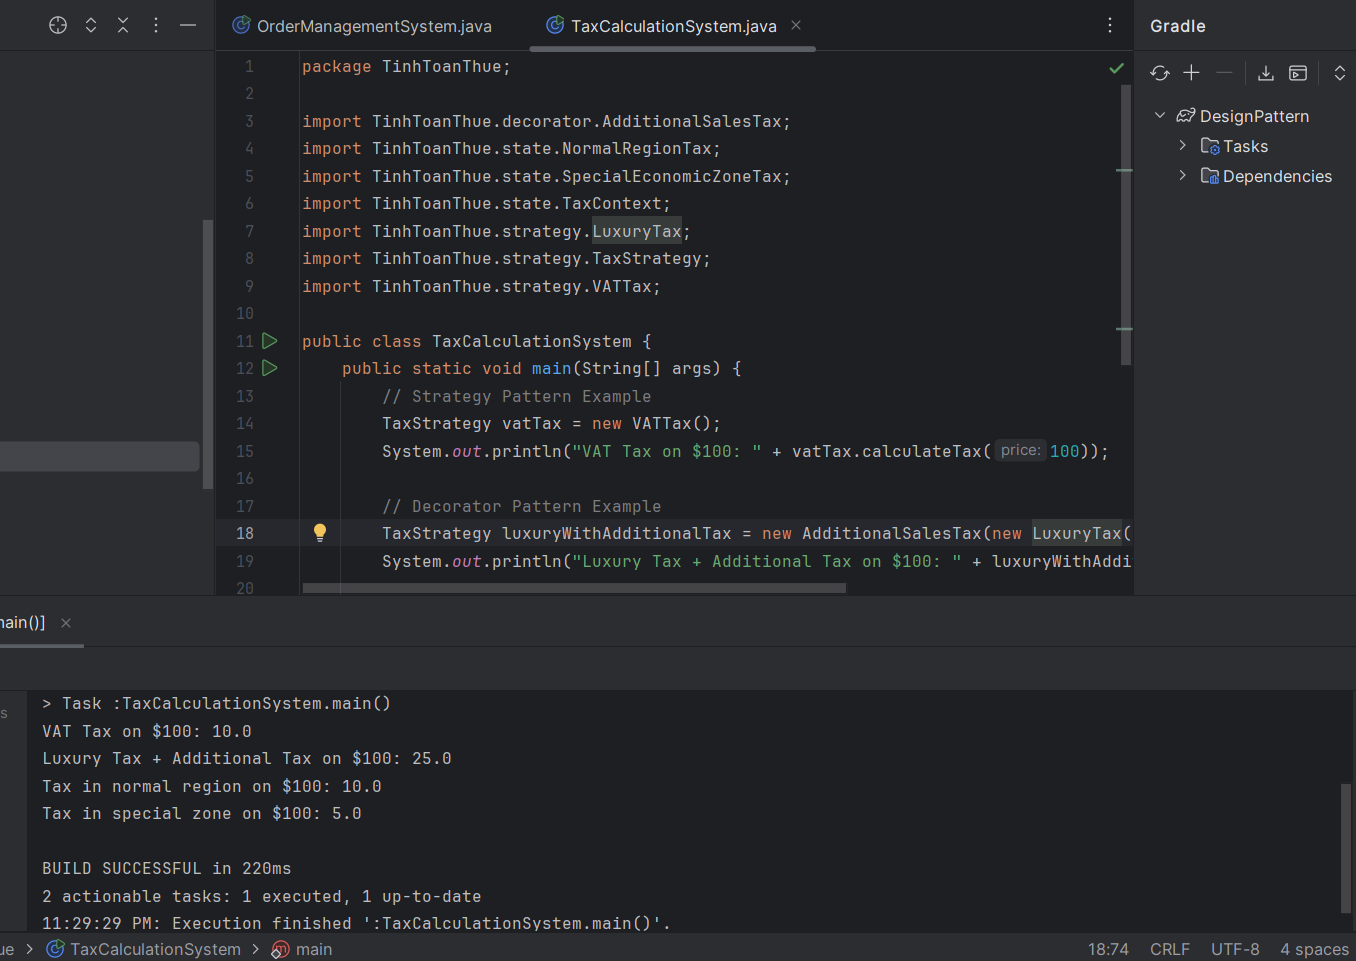 OrderManagementSystem.java
TaxCalculationSystem.java
Gradle
1 package TinhToanThue;
2
3 import TinhToanThue.decorator.AdditionalSalesTax;
4 import TinhToanThue.state.NormalRegionTax;
5 import TinhToanThue.state.SpecialEconomicZoneTax;
6 import TinhToanThue.state.TaxContext;
7 import TinhToanThue.strategy.LuxuryTax;
8 import TinhToanThue.strategy.TaxStrategy;
9 import TinhToanThue.strategy.VATTax;
10
11 public class TaxCalculationSystem {
12 public static void main(String[] args) {
13 // Strategy Pattern Example
14 TaxStrategy vatTax = new VATTax();
15 System.out.println("VAT Tax on $100: " + vatTax.calculateTax( price: 100));
16
17 // Decorator Pattern Example
18 TaxStrategy luxuryWithAdditionalTax = new AdditionalSalesTax(new LuxuryTax(
19 System.out.println("Luxury Tax + Additional Tax on $100: " + luxuryWithAddi
20
DesignPattern
Tasks
Dependencies
main()]
s
> Task :TaxCalculationSystem.main()
VAT Tax on $100: 10.0
Luxury Tax + Additional Tax on $100: 25.0
Tax in normal region on $100: 10.0
Tax in special zone on $100: 5.0
BUILD SUCCESSFUL in 220ms
2 actionable tasks: 1 executed, 1 up-to-date
11:29:29 PM: Execution finished ':TaxCalculationSystem.main()'.
ue > TaxCalculationSystem > main
18:74 CRLF UTF-8 4 spaces